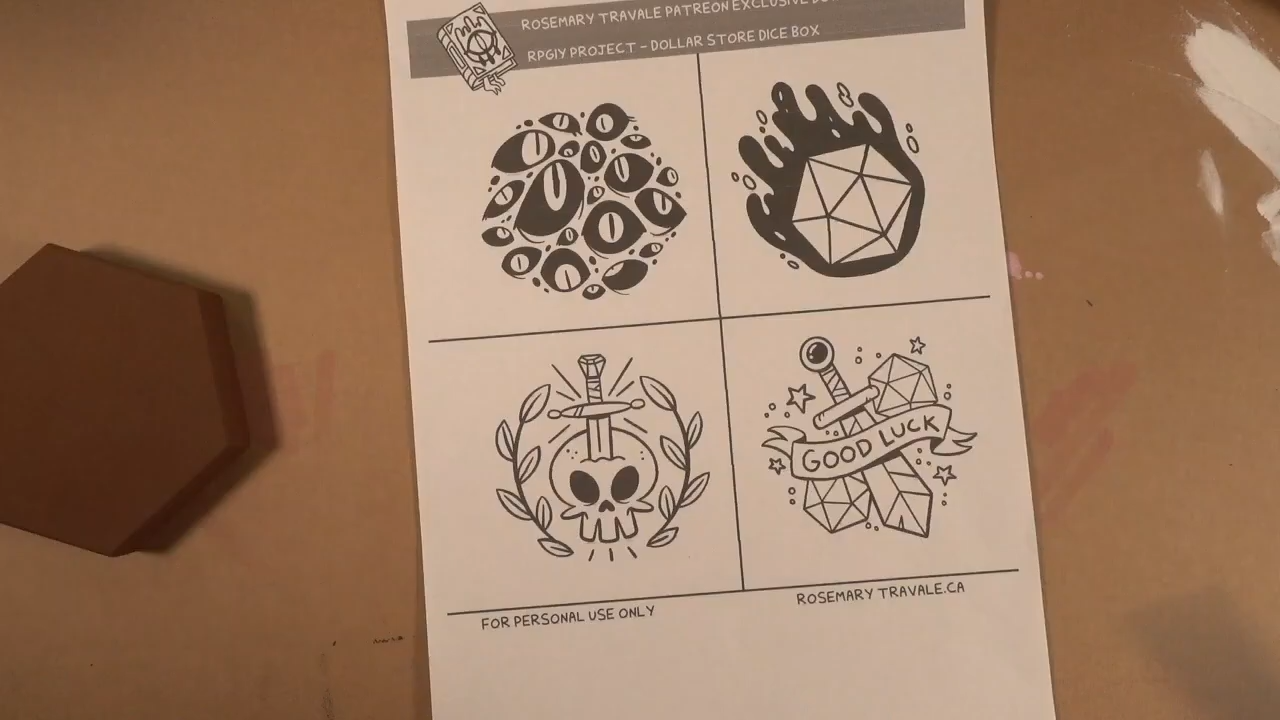 ROSEMARY TRAVALE PATREON EXCLUSIVE
RPGIY PROJECT - DOLLAR STORE DICE BOX
GOOD LUCK
FOR PERSONAL USE ONLY
ROSEMARY TRAVALE.CA